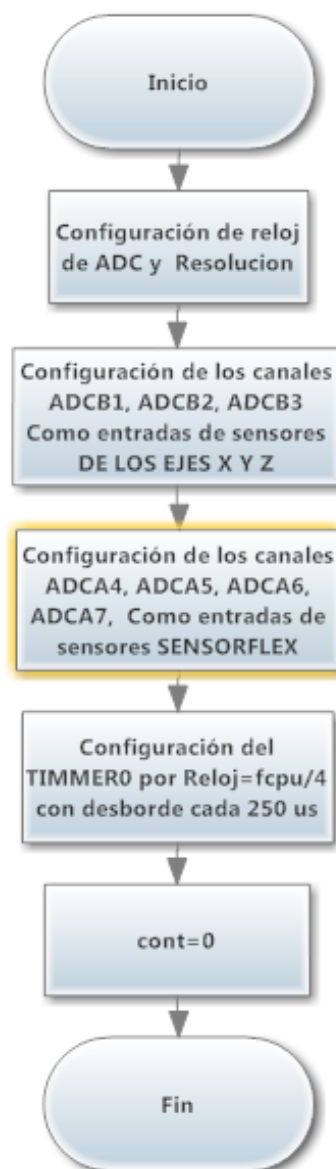 Inicio
Configuración de reloj
de ADC y Resolucion
Configuración de los canales
ADCB1, ADCB2, ADCB3
Como entradas de sensores
DE LOS EJES X Y Z
Configuración de los canales
ADCA4, ADCA5, ADCA6,
ADCA7, Como entradas de
sensores SENSORFLEX
Configuración del
TIMMER0 por Reloj=fcpu/4
con desborde cada 250 us
cont=0
Fin